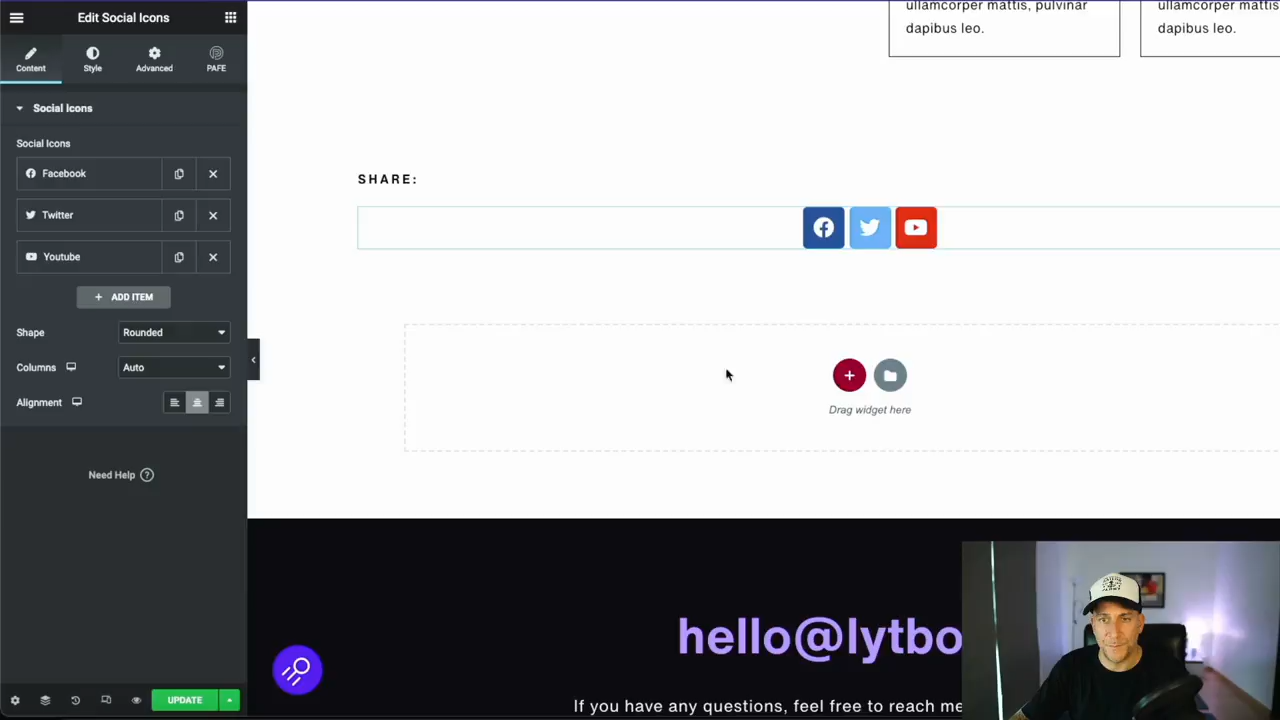 Edit Social Icons
Content
Style
Advanced
PAFE
Social Icons
Social Icons
Facebook
Twitter
Youtube
+ ADD ITEM
Shape
Rounded
Columns
Auto
Alignment
Need Help ?
UPDATE
ullamcorper mattis, pulvinar
dapibus leo.
ullamcorper mattis
dapibus leo.
SHARE:
Drag widget here
hello@lytbo
If you have any questions, feel free to reach me